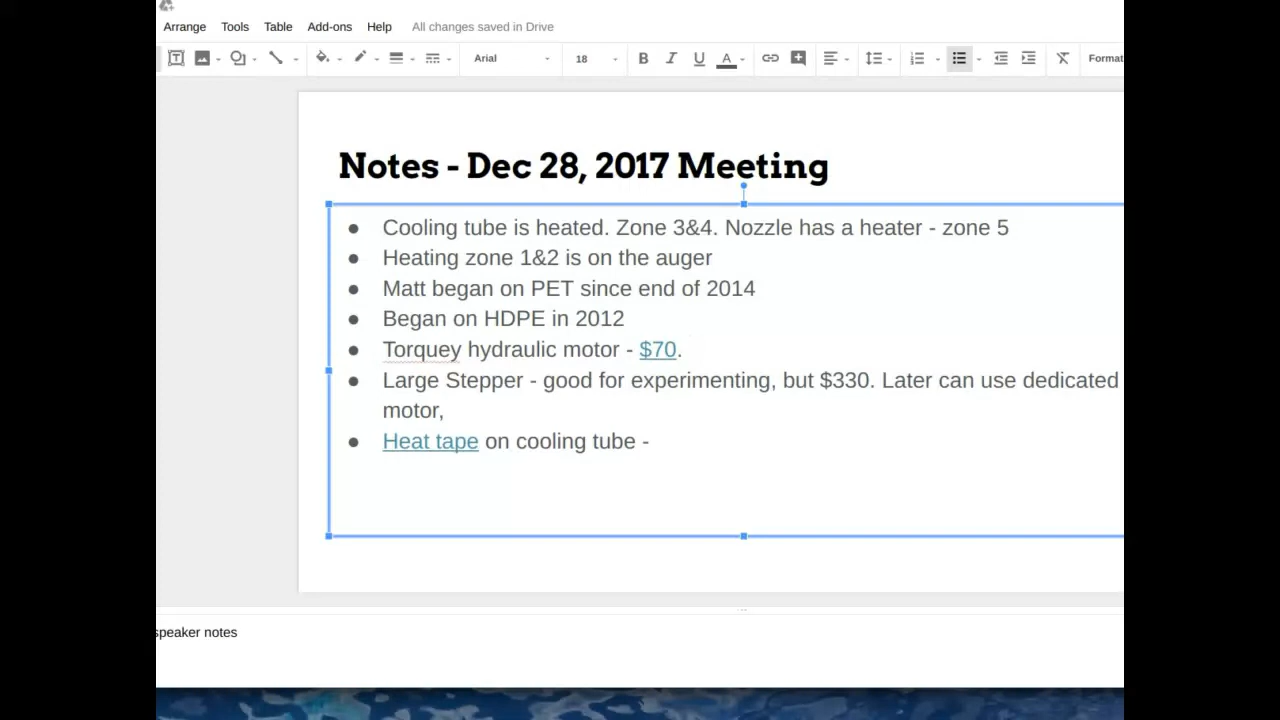 Arrange Tools Table Add-ons Help All changes saved in Drive
Arial 18 B I U A Format
Notes - Dec 28, 2017 Meeting
● Cooling tube is heated. Zone 3&4. Nozzle has a heater - zone 5
● Heating zone 1&2 is on the auger
● Matt began on PET since end of 2014
● Began on HDPE in 2012
● Torquey hydraulic motor - $70.
● Large Stepper - good for experimenting, but $330. Later can use dedicated
motor,
● Heat tape on cooling tube -
speaker notes